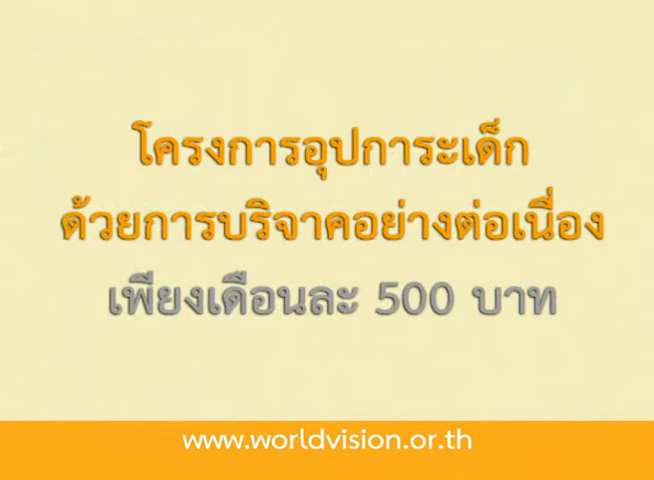 โครงการอุปการะเด็ก
ด้วยการบริจาคอย่างต่อเนื่อง
เพียงเดือนละ 500 บาท
www.worldvision.or.th